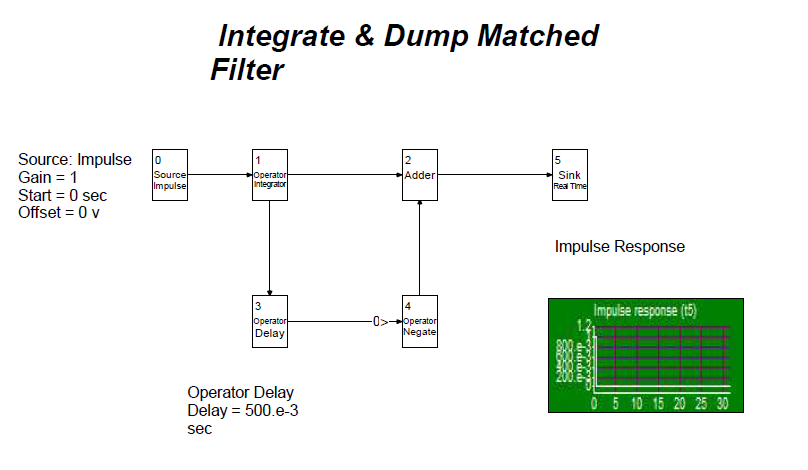 Integrate & Dump Matched
Filter
Source: Impulse
Gain = 1
Start = 0 sec
Offset = 0 v
0
Source
Impulse
1
Operator
Integrator
2
Adder
5
Sink
Real Time
Impulse Response
3
Operator
Delay
0>
4
Operator
Negate
Operator Delay
Delay = 500.e-3
sec
Impulse response (t5)
1.2
1
800.e-3
600.e-3
400.e-3
200.e-3
0
0 5 10 15 20 25 30